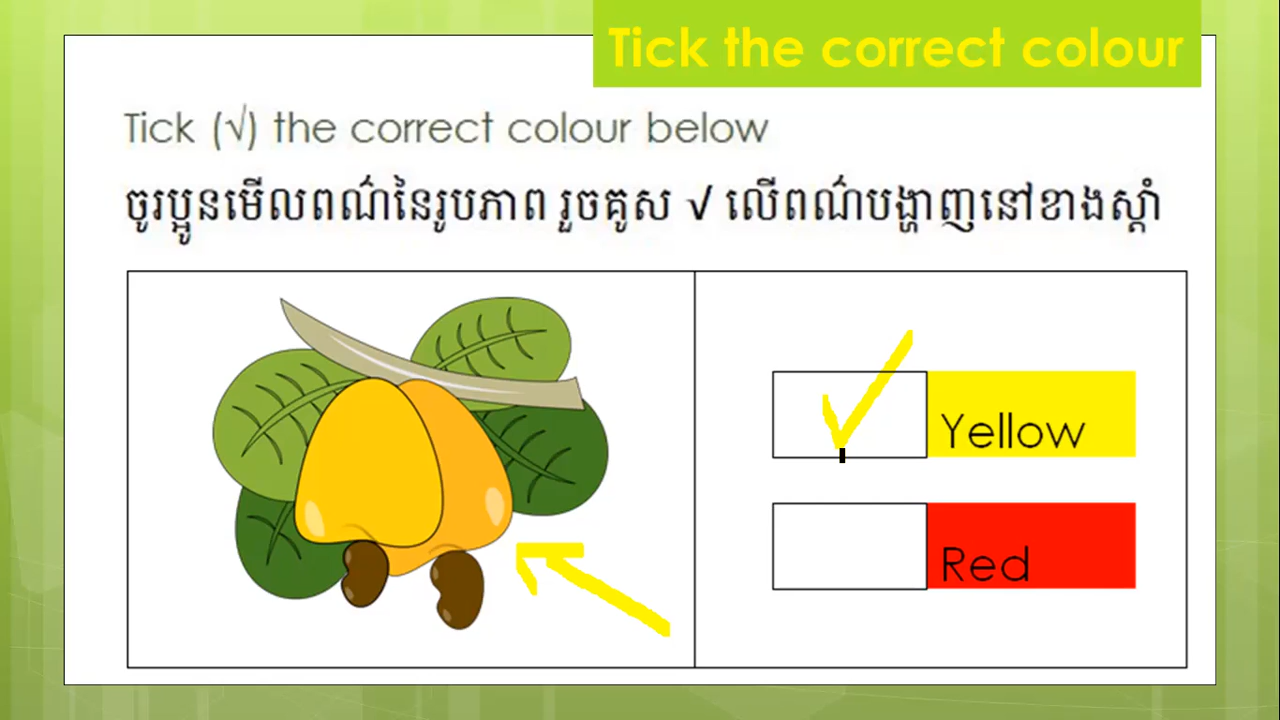 Tick the correct colour
Tick (√) the correct colour below
ចូរប្អូនមើលពណ៌នៃរូបភាព រួចគូស √ លើពណ៌បង្ហាញនៅខាងស្តាំ
Yellow
Red